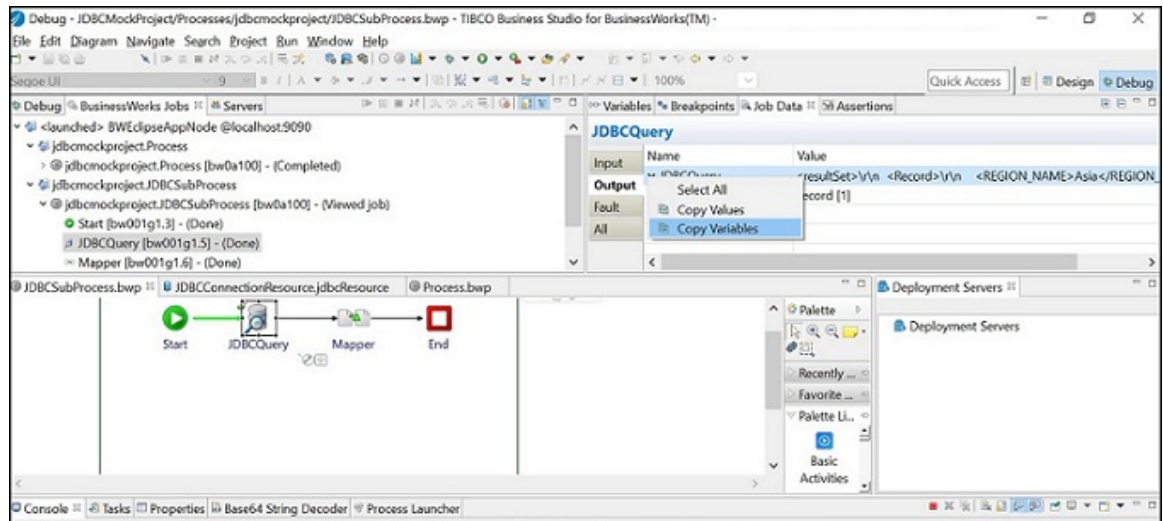 Debug - JDBCMockProject/Processes/jdbcmockproject/JDBCSubProcess.bwp - TIBCO Business Studio for BusinessWorks(TM) -
File Edit Diagram Navigate Search Project Run Window Help
Segoe UI 9 B I A 100% Quick Access Design Debug
Debug BusinessWorks Jobs Servers
Variables Breakpoints Job Data Assertions
<launched> BWEclipseAppNode @localhost:9090
jdbcmockproject.Process
jdbcmockproject.Process [bw0a100] - (Completed)
jdbcmockproject.JDBCSubProcess
jdbcmockproject.JDBCSubProcess [bw0a100] - (Viewed job)
Start [bw001g1.3] - (Done)
JDBCQuery [bw001g1.5] - (Done)
Mapper [bw001g1.6] - (Done)
JDBCQuery
Input
Output
Fault
All
Name Value
JDBCQuery <resultSet>\r\n <Record>\r\n <REGION_NAME>Asia</REGION_
ecord [1]
Select All
Copy Values
Copy Variables
JDBCSubProcess.bwp JDBCConnectionResource.jdbcResource Process.bwp
Start JDBCQuery Mapper End
Palette
Recently ...
Favorite ...
Palette Li...
Basic
Activities
Deployment Servers
Deployment Servers
Console Tasks Properties Base64 String Decoder Process Launcher